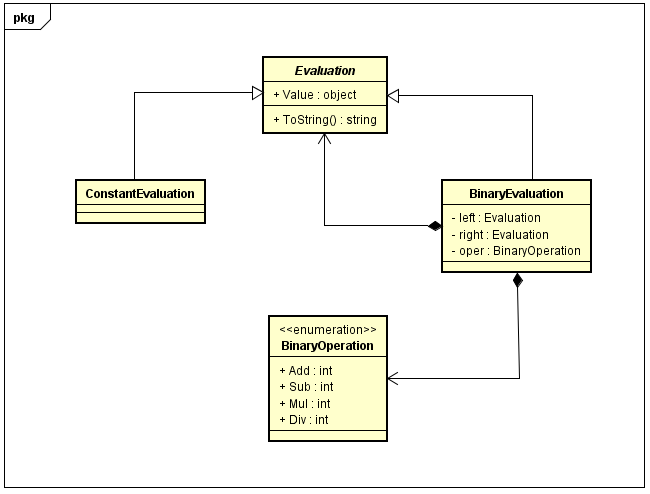 pkg
Evaluation
+ Value : object
+ ToString() : string
ConstantEvaluation
BinaryEvaluation
- left : Evaluation
- right : Evaluation
- oper : BinaryOperation
<<enumeration>>
BinaryOperation
+ Add : int
+ Sub : int
+ Mul : int
+ Div : int